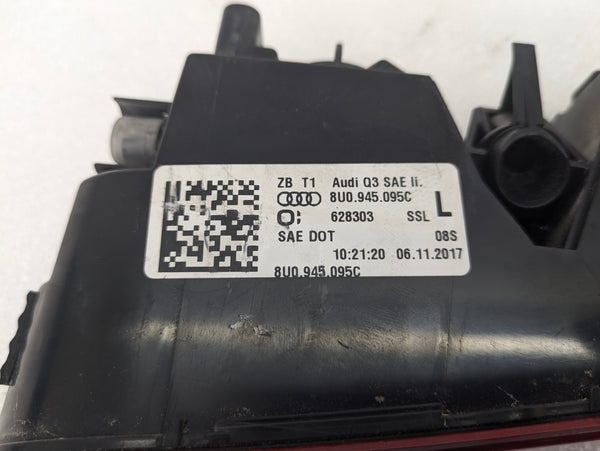 ZB T1 Audi Q3 SAE li.
8U0.945.095C L
628303 SSL
SAE DOT 08S
10:21:20 06.11.2017
8U0.945.095C